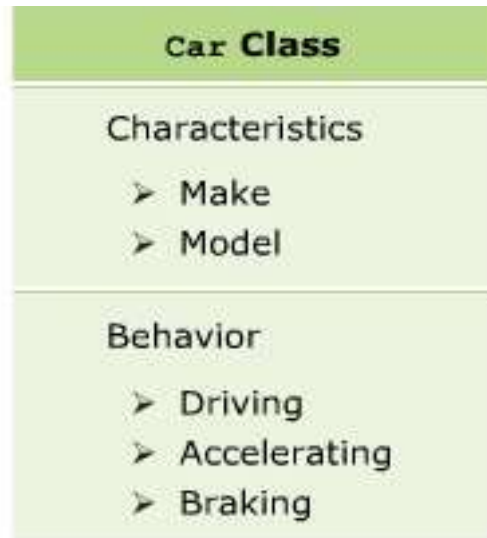 Car Class
Characteristics
➢ Make
➢ Model
Behavior
➢ Driving
➢ Accelerating
➢ Braking